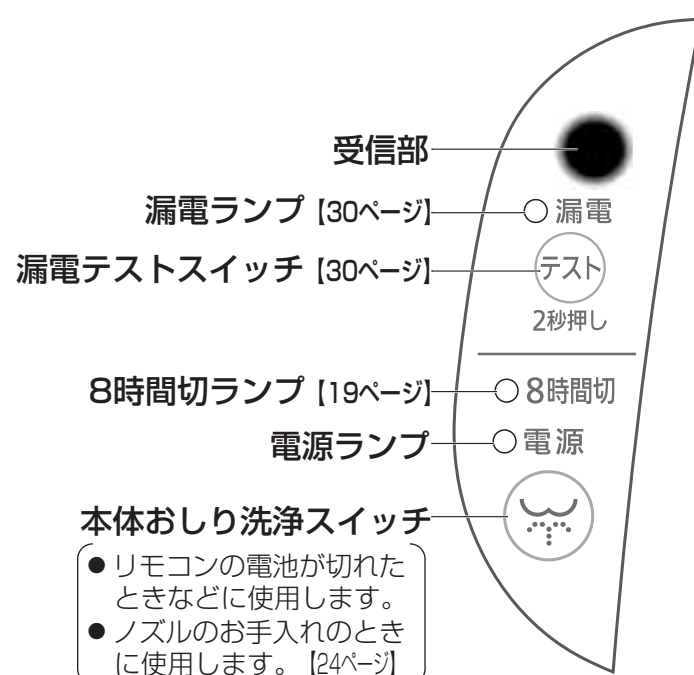 受信部
漏電ランプ【30ページ】
漏電
漏電テストスイッチ【30ページ】
テスト
2秒押し
8時間切ランプ【19ページ】
8時間切
電源ランプ
電源
本体おしり洗浄スイッチ
●リモコンの電池が切れた
ときなどに使用します。
●ノズルのお手入れのとき
に使用します。【24ページ】